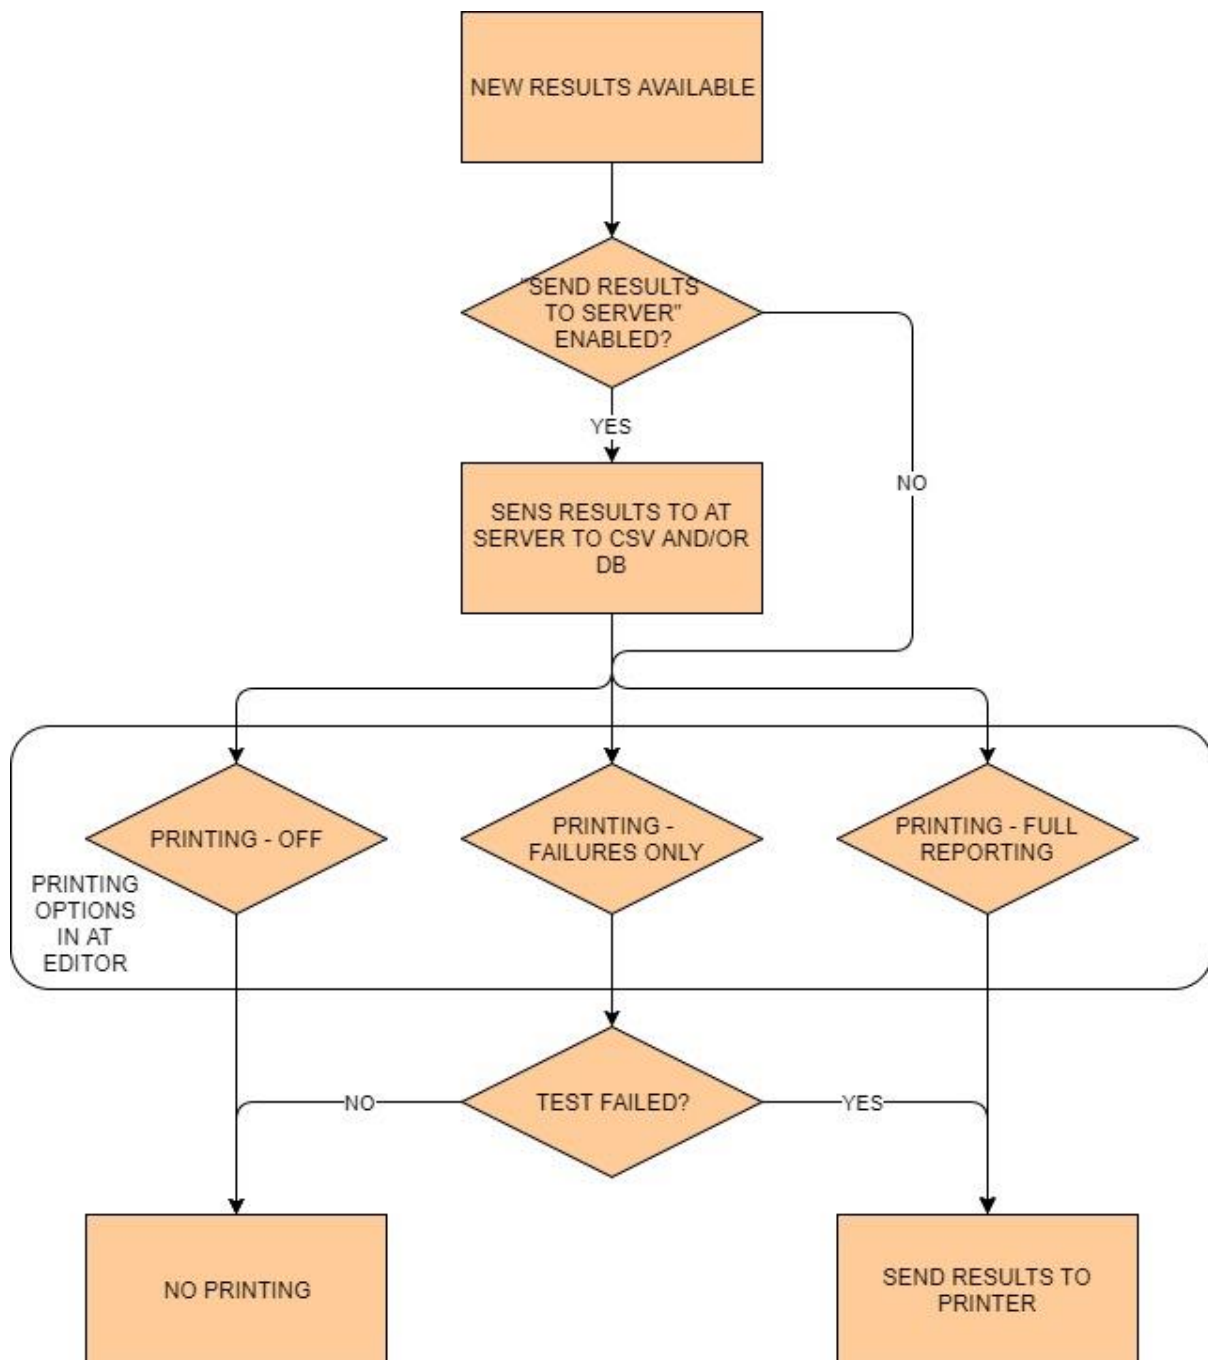 NEW RESULTS AVAILABLE
"SEND RESULTS
TO SERVER"
ENABLED?
YES
NO
SENS RESULTS TO AT
SERVER TO CSV AND/OR
DB
PRINTING - OFF
PRINTING -
FAILURES ONLY
PRINTING - FULL
REPORTING
PRINTING
OPTIONS
IN AT
EDITOR
TEST FAILED?
NO
YES
NO PRINTING
SEND RESULTS TO
PRINTER